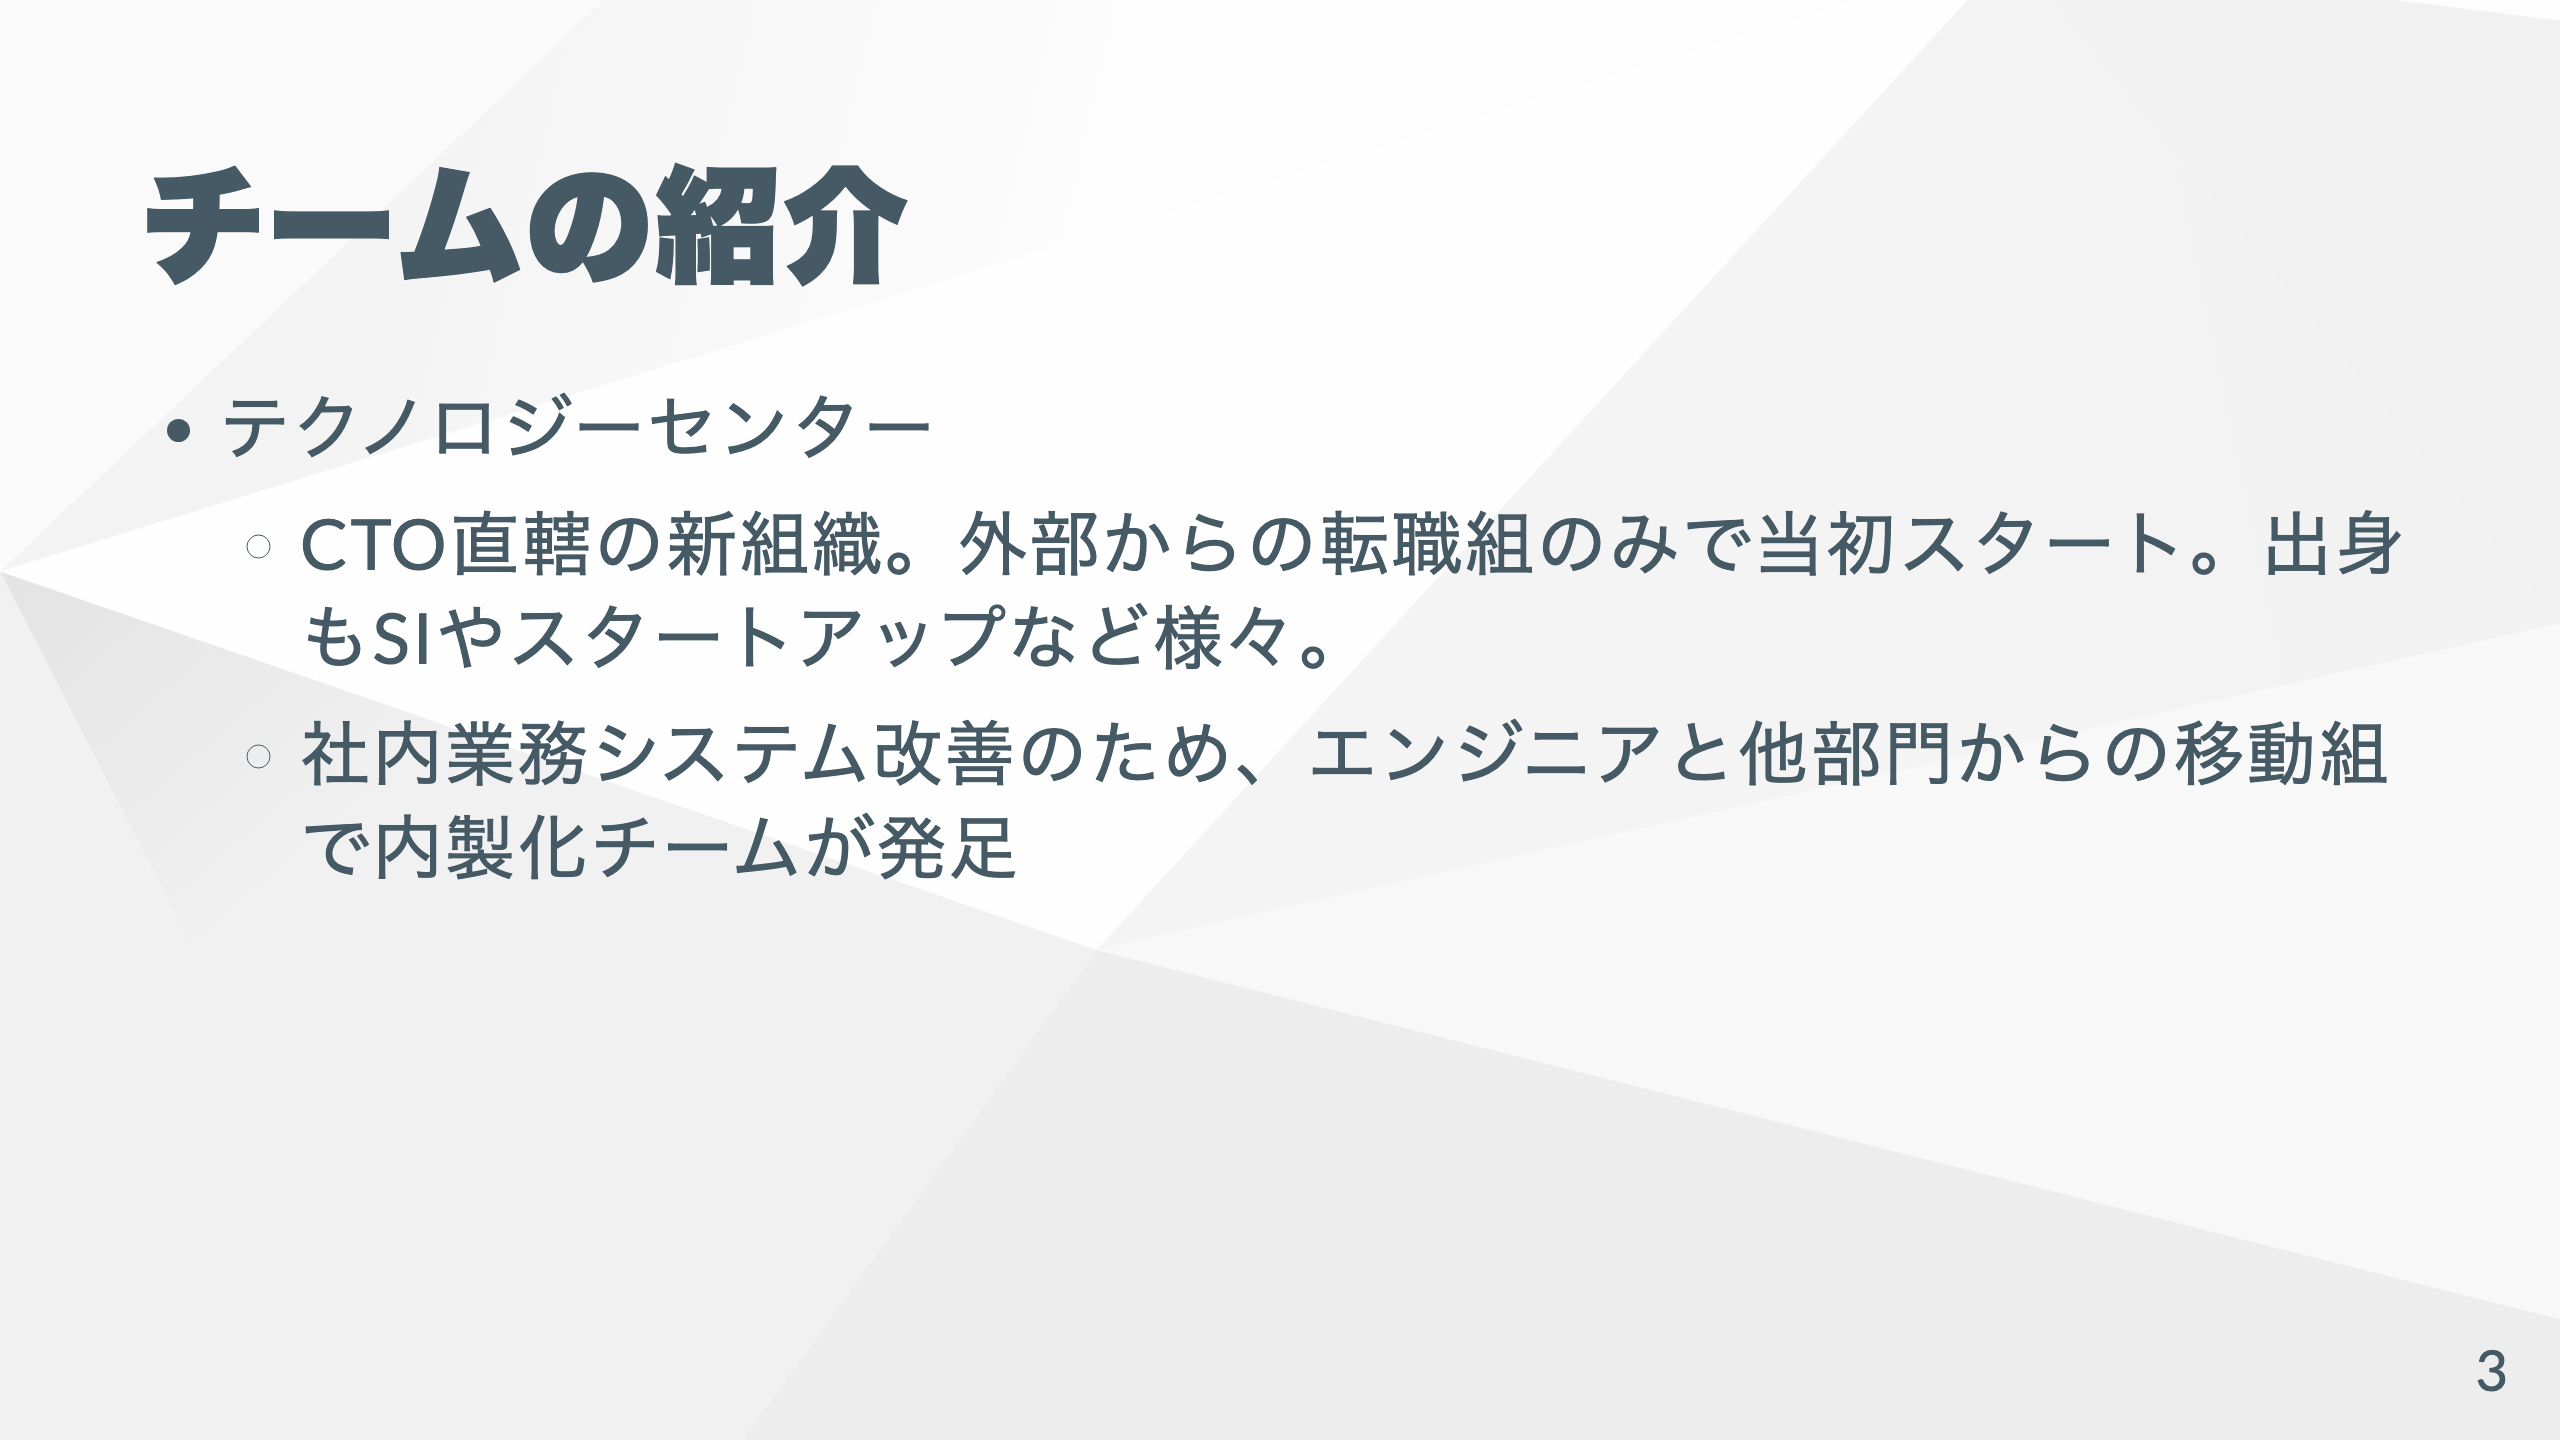 チームの紹介
• テクノロジーセンター
○ CTO直轄の新組織。外部からの転職組のみで当初スタート。出身
もSIやスタートアップなど様々。
○ 社内業務システム改善のため、エンジニアと他部門からの移動組
で内製化チームが発足
3